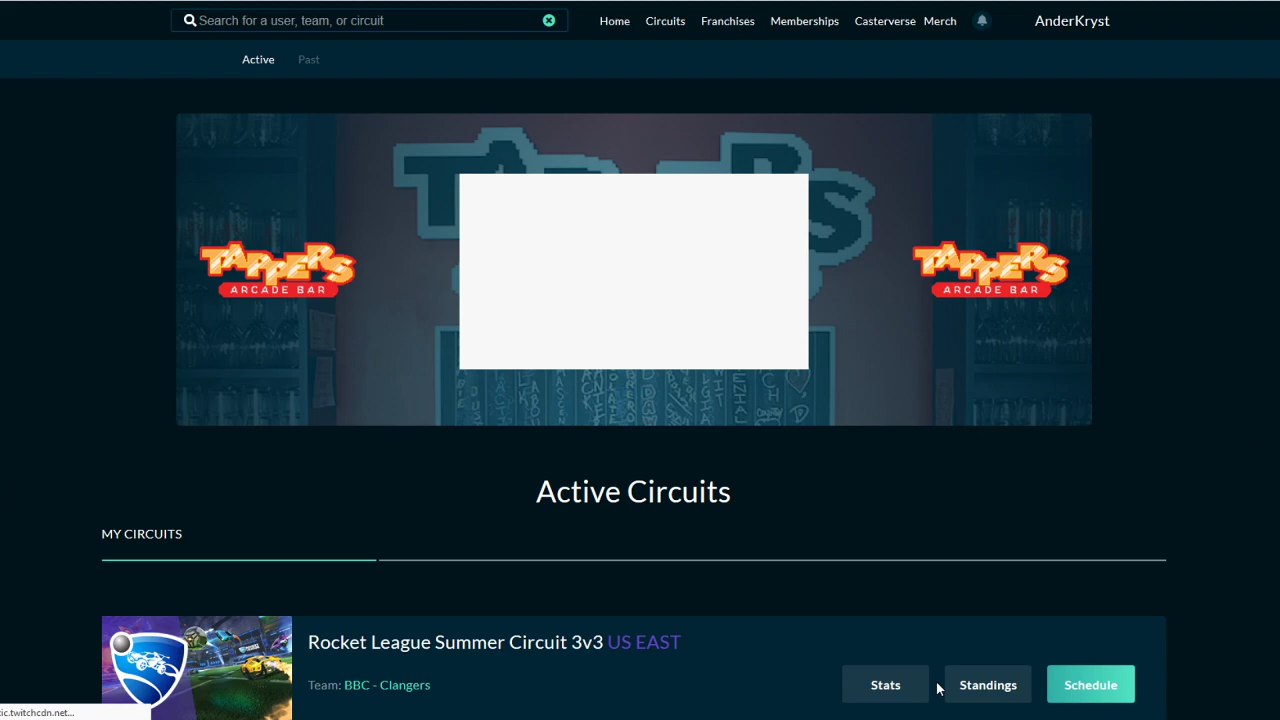 Search for a user, team, or circuit
Home Circuits Franchises Memberships Casterverse Merch
AnderKryst
Active Past
TAPPERS
TAPPERS
ARCADE BAR
TAPPERS
ARCADE BAR
Active Circuits
MY CIRCUITS
Rocket League Summer Circuit 3v3 US EAST
Team: BBC - Clangers
Stats Standings Schedule
tic.twitchcdn.net...